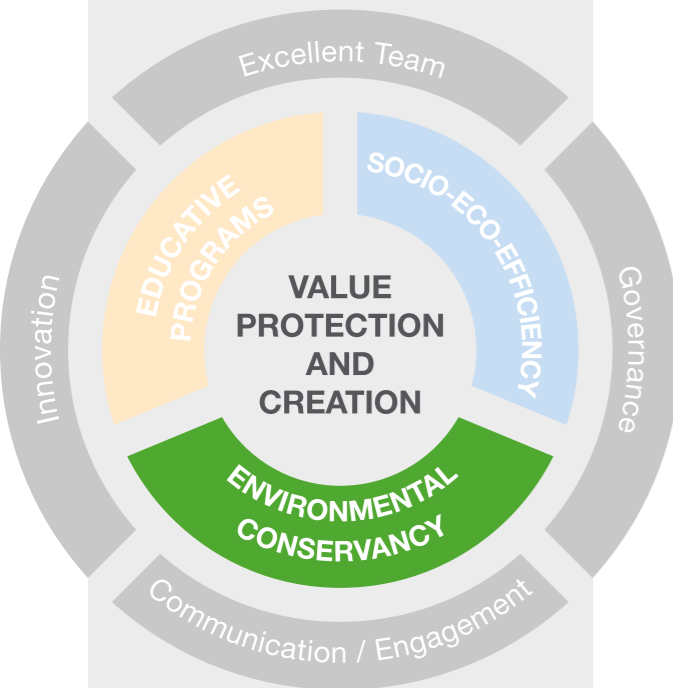 Excellent Team
EDUCATIVE
PROGRAMS
SOCIO-ECO-EFFICIENCY
Innovation
VALUE
PROTECTION
AND
CREATION
Governance
ENVIRONMENTAL
CONSERVANCY
Communication / Engagement